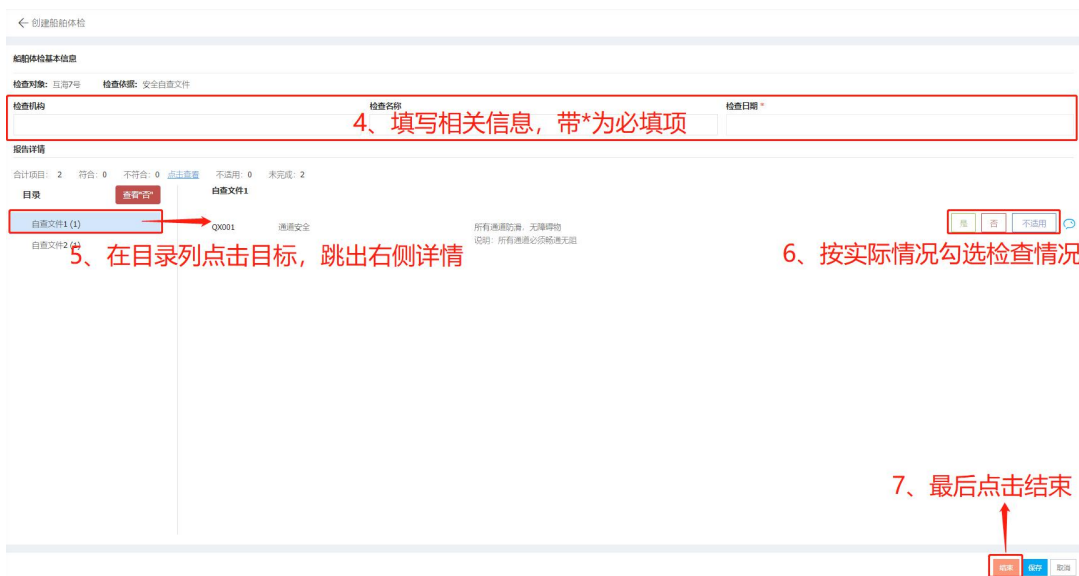 ← 创建船舶体检
船舶体检基本信息
检查对象: 互海7号 检查依据: 安全自查文件
检查机构 检查名称 检查日期 *
4、填写相关信息，带*为必填项
报告详情
合计项目: 2 符合: 0 不符合: 0 点击查看 不适用: 0 未完成: 2
目录 查看"否" 自查文件1
自查文件1 (1) QX001 通道安全 所有通道防滑、无障碍物 是 否 不适用
自查文件2 (1) 说明: 所有通道必须畅通无阻
5、在目录列点击目标，跳出右侧详情 6、按实际情况勾选检查情况
7、最后点击结束
结束 保存 取消